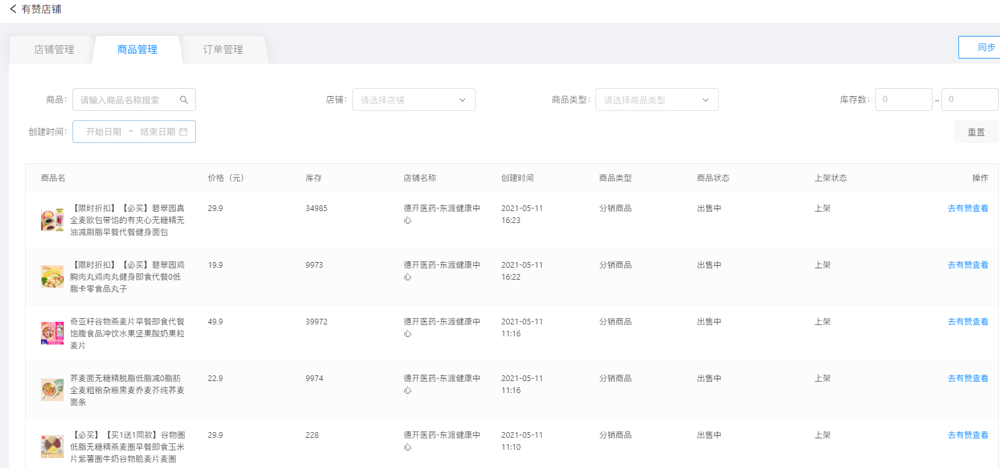 有赞店铺
店铺管理 商品管理 订单管理 同步
商品： 请输入商品名称搜索 店铺： 请选择店铺 商品类型： 请选择商品类型 库存数： 0 ~ 0
创建时间： 开始日期 ~ 结束日期 重置
商品名 价格（元） 库存 店铺名称 创建时间 商品类型 商品状态 上架状态 操作
【限时折扣】【必买】碧翠园真 29.9 34985 德开医药-东渡健康中 2021-05-11 分销商品 出售中 上架 去有赞查看
全麦欧包带馅的有夹心无糖精无 心 16:23
油减刷脂早餐代餐健身面包
【限时折扣】【必买】碧翠园鸡 19.9 9973 德开医药-东渡健康中 2021-05-11 分销商品 出售中 上架 去有赞查看
胸肉丸鸡肉丸健身即食代餐0低 心 16:22
脂卡零食品丸子
奇亚籽谷物燕麦片早餐即食代餐 49.9 39972 德开医药-东渡健康中 2021-05-11 分销商品 出售中 上架 去有赞查看
饱腹食品冲饮水果坚果酸奶果粒 心 11:16
麦片
荞麦面无糖精脱脂低脂减0脂肪 22.9 9974 德开医药-东渡健康中 2021-05-11 分销商品 出售中 上架 去有赞查看
全麦粗粮杂粮黑麦乔麦芥纯荞麦 心 11:16
面条
【必买】【买1送1同款】谷物圈 29.9 228 德开医药-东渡健康中 2021-05-11 分销商品 出售中 上架 去有赞查看
低脂无糖精燕麦圈早餐即食玉米 心 11:10
片紫薯圈牛奶谷物脆麦片麦圈